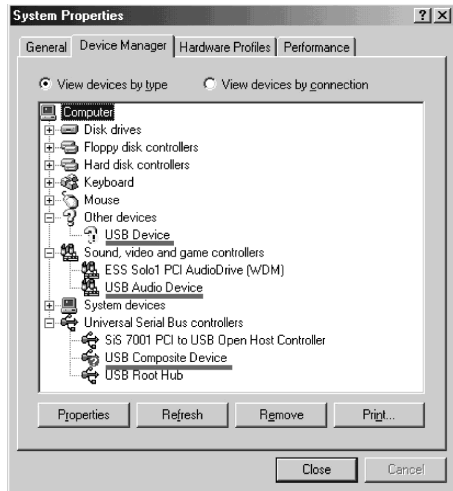 System Properties
General Device Manager Hardware Profiles Performance
View devices by type View devices by connection
Computer
Disk drives
Floppy disk controllers
Hard disk controllers
Keyboard
Mouse
Other devices
USB Device
Sound, video and game controllers
ESS Solo1 PCI AudioDrive (WDM)
USB Audio Device
System devices
Universal Serial Bus controllers
SiS 7001 PCI to USB Open Host Controller
USB Composite Device
USB Root Hub
Properties Refresh Remove Print...
Close Cancel